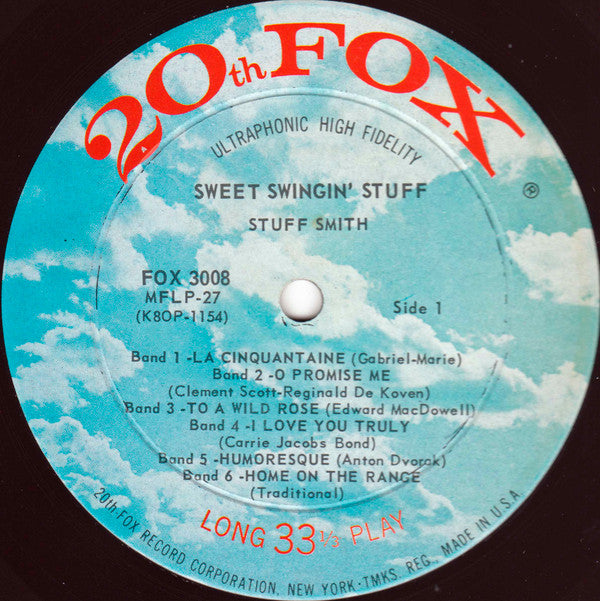 20th FOX
ULTRAPHONIC HIGH FIDELITY
SWEET SWINGIN' STUFF
STUFF SMITH
®
FOX 3008
MFLP-27
(K8OP-1154)
Side 1
Band 1 -LA CINQUANTAINE (Gabriel-Marie)
Band 2 -O PROMISE ME
(Clement Scott-Reginald De Koven)
Band 3 -TO A WILD ROSE (Edward MacDowell)
Band 4 -I LOVE YOU TRULY
(Carrie Jacobs Bond)
Band 5 -HUMORESQUE (Anton Dvorak)
Band 6 -HOME ON THE RANGE
(Traditional)
LONG 33 1/3 PLAY
20th-FOX RECORD CORPORATION, NEW YORK·TMKS. REG., MADE IN U.S.A.